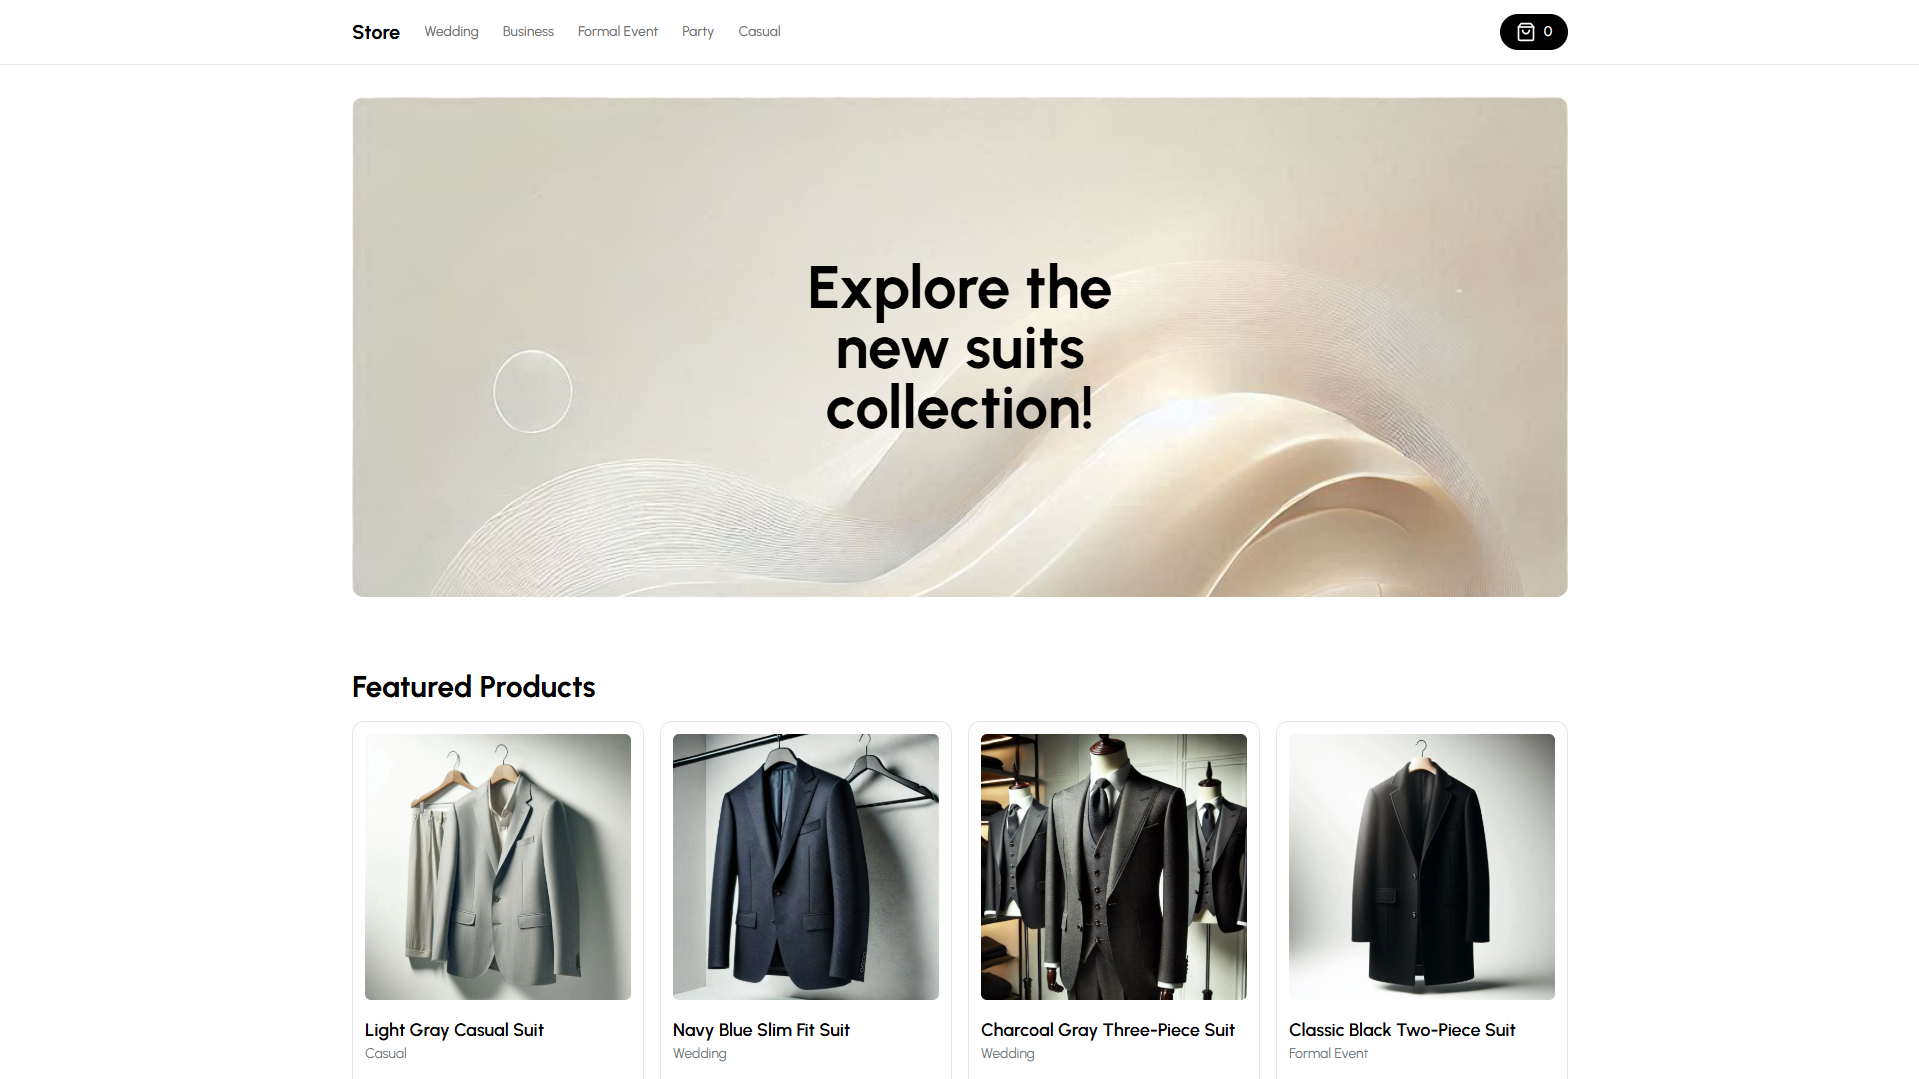 Store Wedding Business Formal Event Party Casual 0
Explore the
new suits
collection!
Featured Products
Light Gray Casual Suit
Casual
Navy Blue Slim Fit Suit
Wedding
Charcoal Gray Three-Piece Suit
Wedding
Classic Black Two-Piece Suit
Formal Event